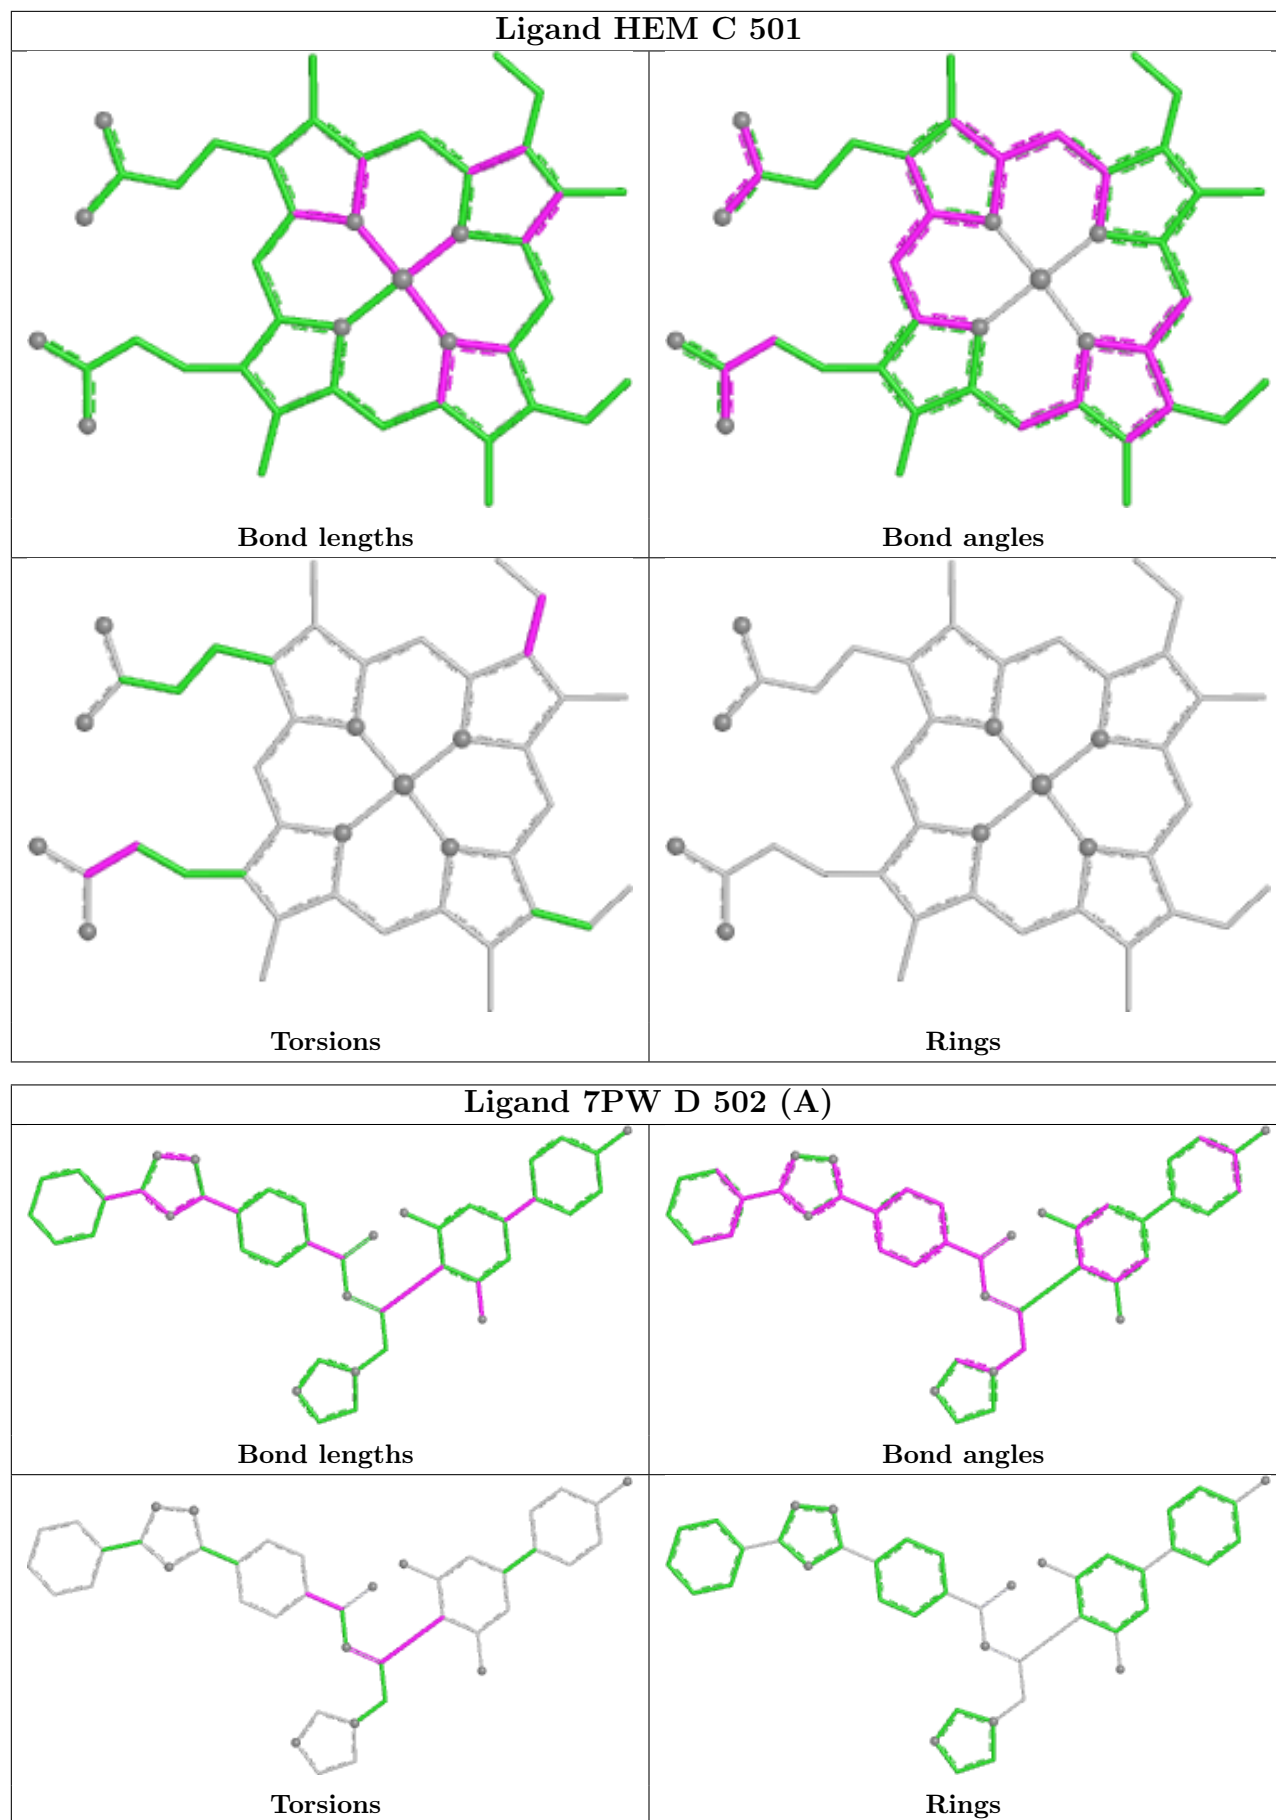 Ligand HEM C 501
Bond lengths
Bond angles
Torsions
Rings
Ligand 7PW D 502 (A)
Bond lengths
Bond angles
Torsions
Rings